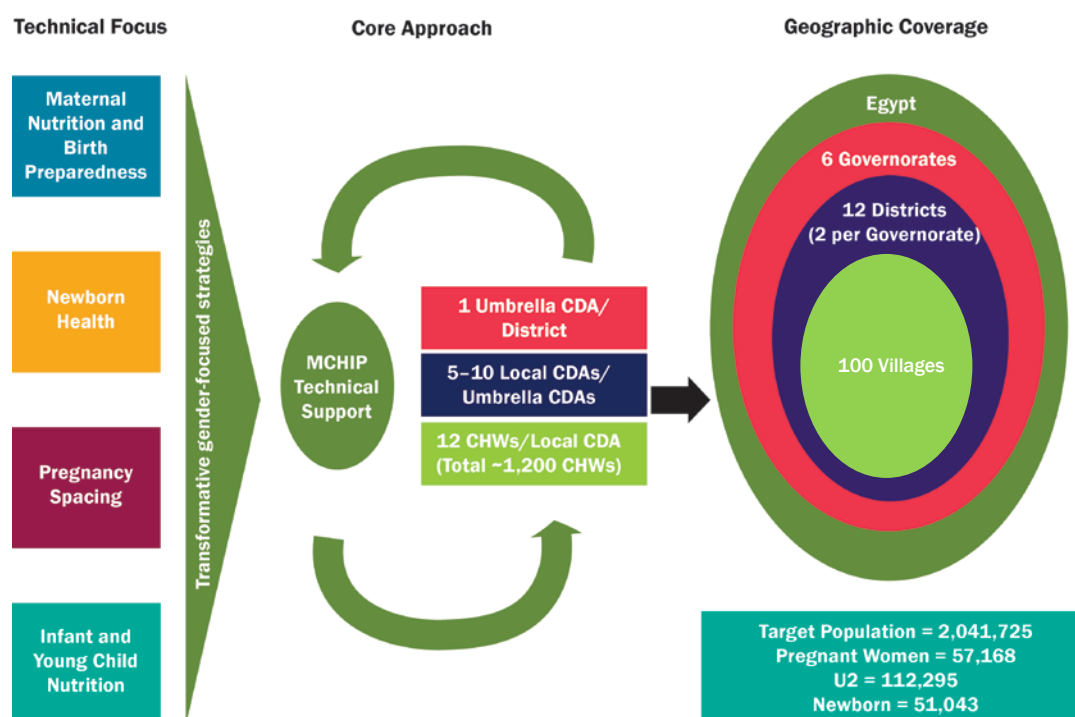 Technical Focus
Core Approach
Geographic Coverage
Maternal
Nutrition and
Birth
Preparedness
Newborn
Health
Pregnancy
Spacing
Infant and
Young Child
Nutrition
Transformative gender-focused strategies
MCHIP
Technical
Support
1 Umbrella CDA/
District
5–10 Local CDAs/
Umbrella CDAs
12 CHWs/Local CDA
(Total ~1,200 CHWs)
Egypt
6 Governorates
12 Districts
(2 per Governorate)
100 Villages
Target Population = 2,041,725
Pregnant Women = 57,168
U2 = 112,295
Newborn = 51,043